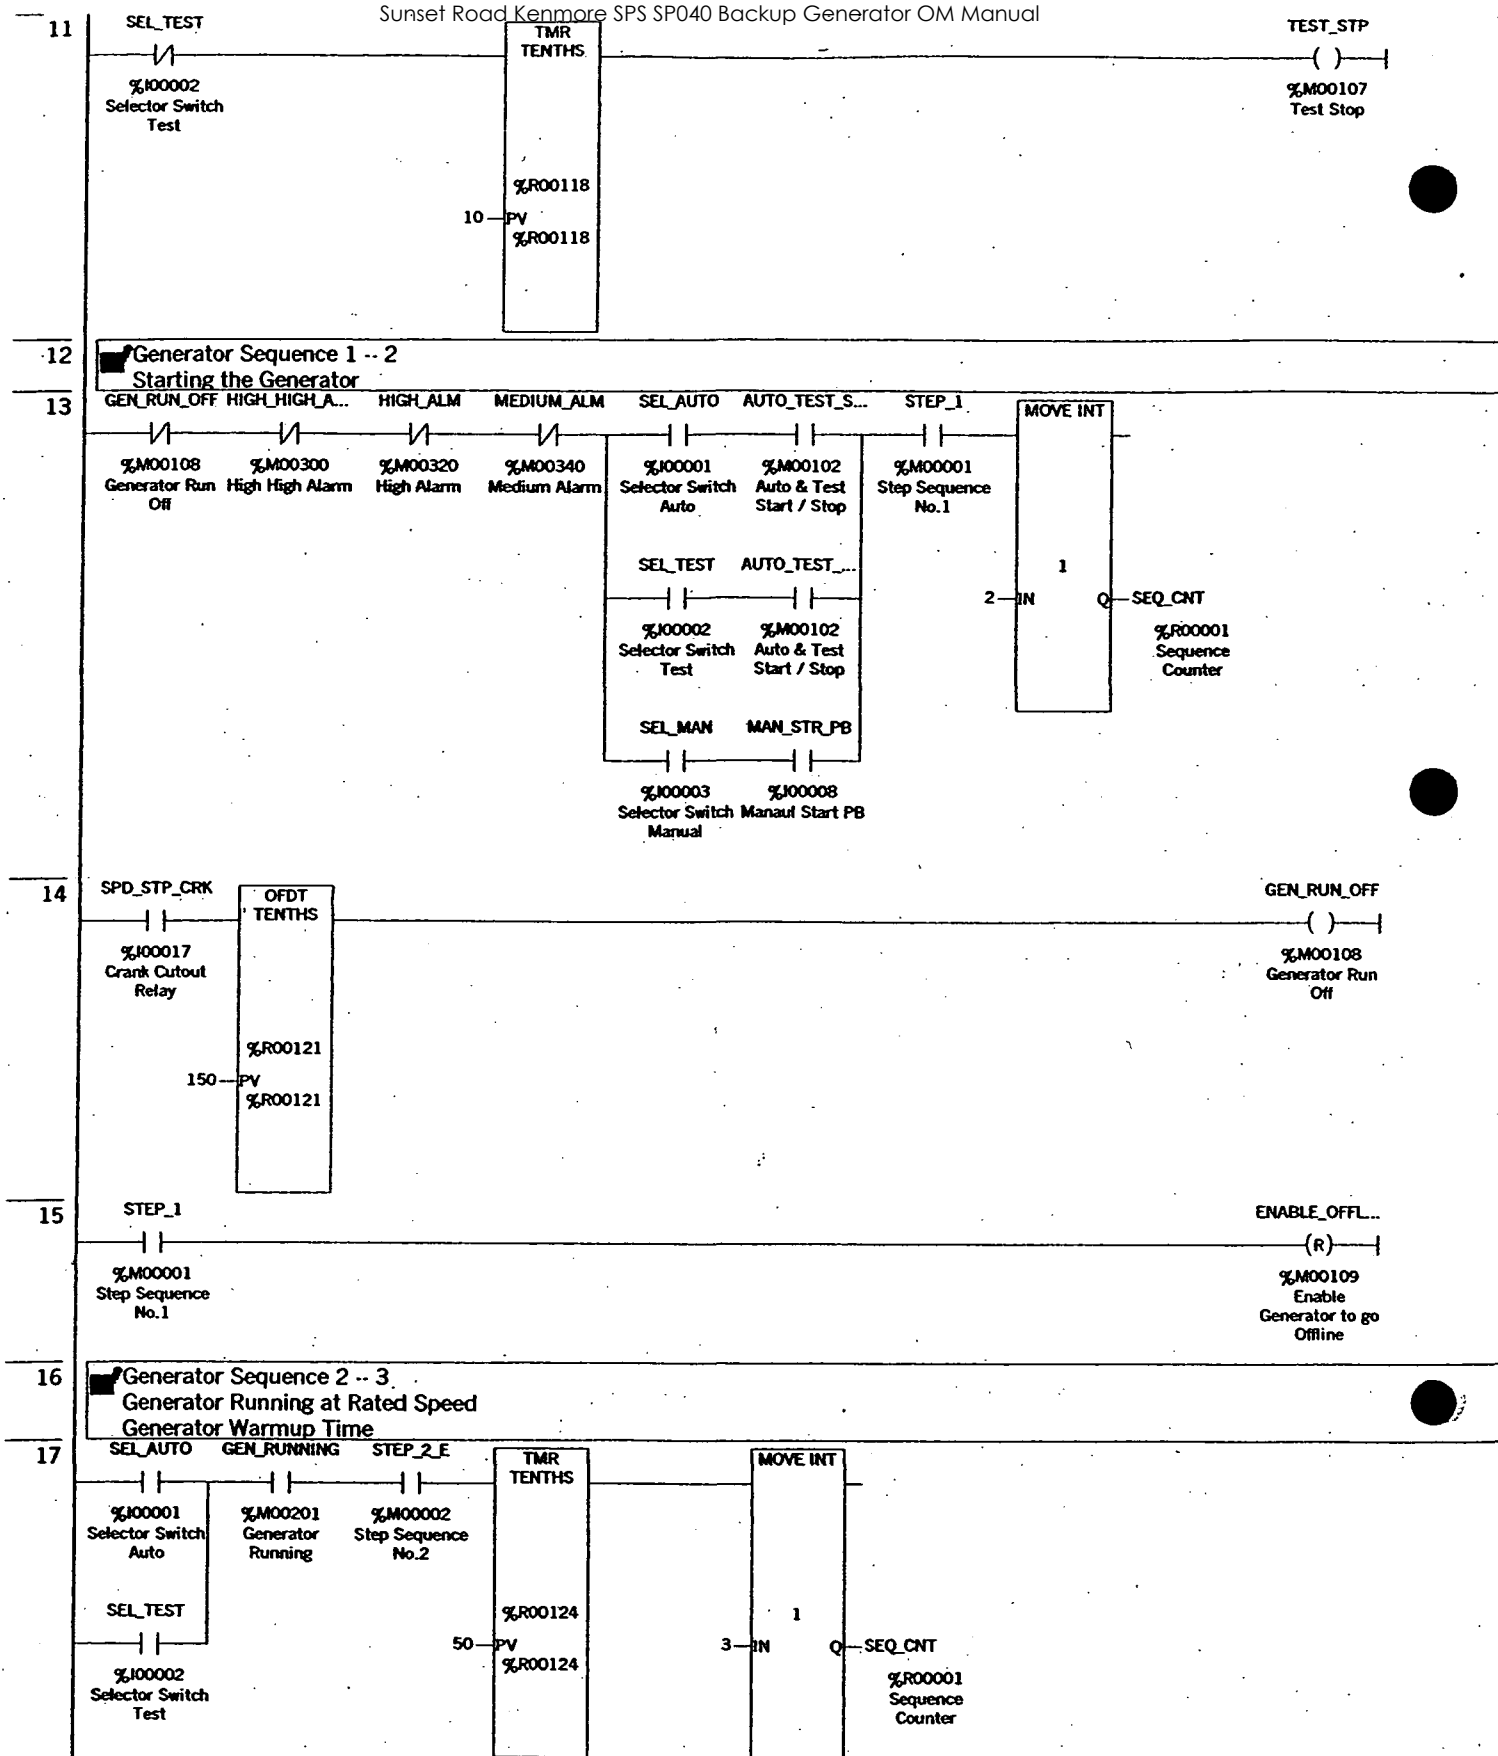 Sunset Road Kenmore SPS SP040 Backup Generator OM Manual
11
SEL_TEST
TMR
TENTHS
TEST_STP
%I00002
Selector Switch
Test
%M00107
Test Stop
%R00118
10 PV
%R00118
12
Generator Sequence 1 -- 2
Starting the Generator
13
GEN_RUN_OFF HIGH_HIGH_A... HIGH_ALM MEDIUM_ALM SEL_AUTO AUTO_TEST_S... STEP_1
MOVE INT
%M00108 %M00300 %M00320 %M00340 %I00001 %M00102 %M00001
Generator Run High High Alarm High Alarm Medium Alarm Selector Switch Auto & Test Step Sequence
Off Auto Start / Stop No.1
SEL_TEST AUTO_TEST_...
1
2 IN Q SEQ_CNT
%I00002 %M00102 %R00001
Selector Switch Auto & Test Sequence
Test Start / Stop Counter
SEL_MAN MAN_STR_PB
%I00003 %I00008
Selector Switch Manaul Start PB
Manual
14
SPD_STP_CRK
OFDT
TENTHS
GEN_RUN_OFF
%I00017
Crank Cutout
Relay
%M00108
Generator Run
Off
%R00121
150 PV
%R00121
15
STEP_1
ENABLE_OFFL...
(R)
%M00001
Step Sequence
No.1
%M00109
Enable
Generator to go
Offline
16
Generator Sequence 2 -- 3
Generator Running at Rated Speed
Generator Warmup Time
17
SEL_AUTO GEN_RUNNING STEP_2_E
TMR
TENTHS
MOVE INT
%I00001 %M00201 %M00002
Selector Switch Generator Step Sequence
Auto Running No.2
SEL_TEST
%R00124
1
50 PV
%R00124
3 IN Q SEQ_CNT
%I00002
Selector Switch
Test
%R00001
Sequence
Counter